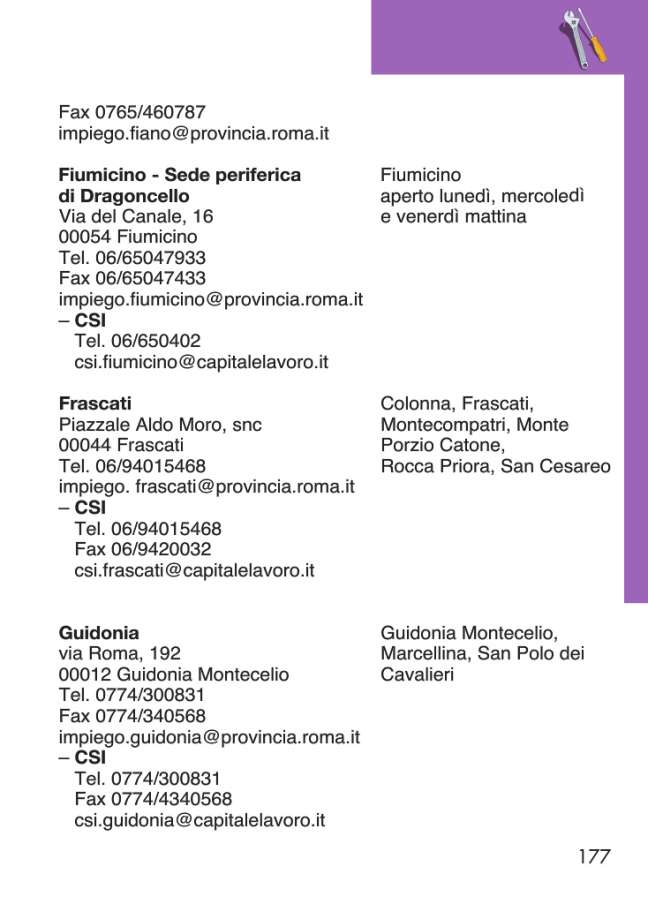 Fax 0765/460787
impiego.fiano@provincia.roma.it
Fiumicino - Sede periferica
di Dragoncello
Via del Canale, 16
00054 Fiumicino
Tel. 06/65047933
Fax 06/65047433
impiego.fiumicino@provincia.roma.it
– CSI
Tel. 06/650402
csi.fiumicino@capitalelavoro.it
Fiumicino
aperto lunedì, mercoledì
e venerdì mattina
Frascati
Piazzale Aldo Moro, snc
00044 Frascati
Tel. 06/94015468
impiego. frascati@provincia.roma.it
– CSI
Tel. 06/94015468
Fax 06/9420032
csi.frascati@capitalelavoro.it
Colonna, Frascati,
Montecompatri, Monte
Porzio Catone,
Rocca Priora, San Cesareo
Guidonia
via Roma, 192
00012 Guidonia Montecelio
Tel. 0774/300831
Fax 0774/340568
impiego.guidonia@provincia.roma.it
– CSI
Tel. 0774/300831
Fax 0774/4340568
csi.guidonia@capitalelavoro.it
Guidonia Montecelio,
Marcellina, San Polo dei
Cavalieri
177